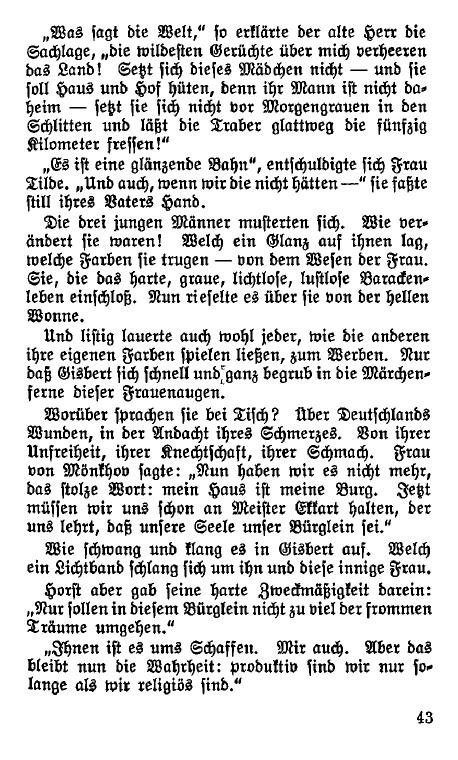 „Was sagt die Welt,“ so erklärte der alte Herr die
Sachlage, „die wildesten Gerüchte über mich verheeren
das Land! Setzt sich dieses Mädchen nicht — und sie
soll Haus und Hof hüten, denn ihr Mann ist nicht da-
heim — setzt sie sich nicht vor Morgengrauen in den
Schlitten und läßt die Traber glattweg die fünfzig
Kilometer fressen!“
„Es ist eine glänzende Bahn“, entschuldigte sich Frau
Tilde. „Und auch, wenn wir die nicht hätten —“ sie faßte
still ihres Vaters Hand.
Die drei jungen Männer musterten sich. Wie ver-
ändert sie waren! Welch ein Glanz auf ihnen lag,
welche Farben sie trugen — von dem Wesen der Frau.
Sie, die das harte, graue, lichtlose, lustlose Baracken-
leben einschloß. Nun rieselte es über sie von der hellen
Wonne.
Und listig lauerte auch wohl jeder, wie die anderen
ihre eigenen Farben spielen ließen, zum Werben. Nur
daß Gisbert sich schnell und ganz begrub in die Märchen-
ferne dieser Frauenaugen.
Worüber sprachen sie bei Tisch? Über Deutschlands
Wunden, in der Andacht ihres Schmerzes. Von ihrer
Unfreiheit, ihrer Knechtschaft, ihrer Schmach. Frau
von Mönkhov sagte: „Nun haben wir es nicht mehr,
das stolze Wort: mein Haus ist meine Burg. Jetzt
müssen wir uns schon an Meister Ekkart halten, der
uns lehrt, daß unsere Seele unser Bürglein sei.“
Wie schwang und klang es in Gisbert auf. Welch
ein Lichtband schlang sich um ihn und diese innige Frau.
Horst aber gab seine harte Zweckmäßigkeit darein:
„Nur sollen in diesem Bürglein nicht zu viel der frommen
Träume umgehen.“
„Ihnen ist es ums Schaffen. Mir auch. Aber das
bleibt nun die Wahrheit: produktiv sind wir nur so-
lange als wir religiös sind.“
43